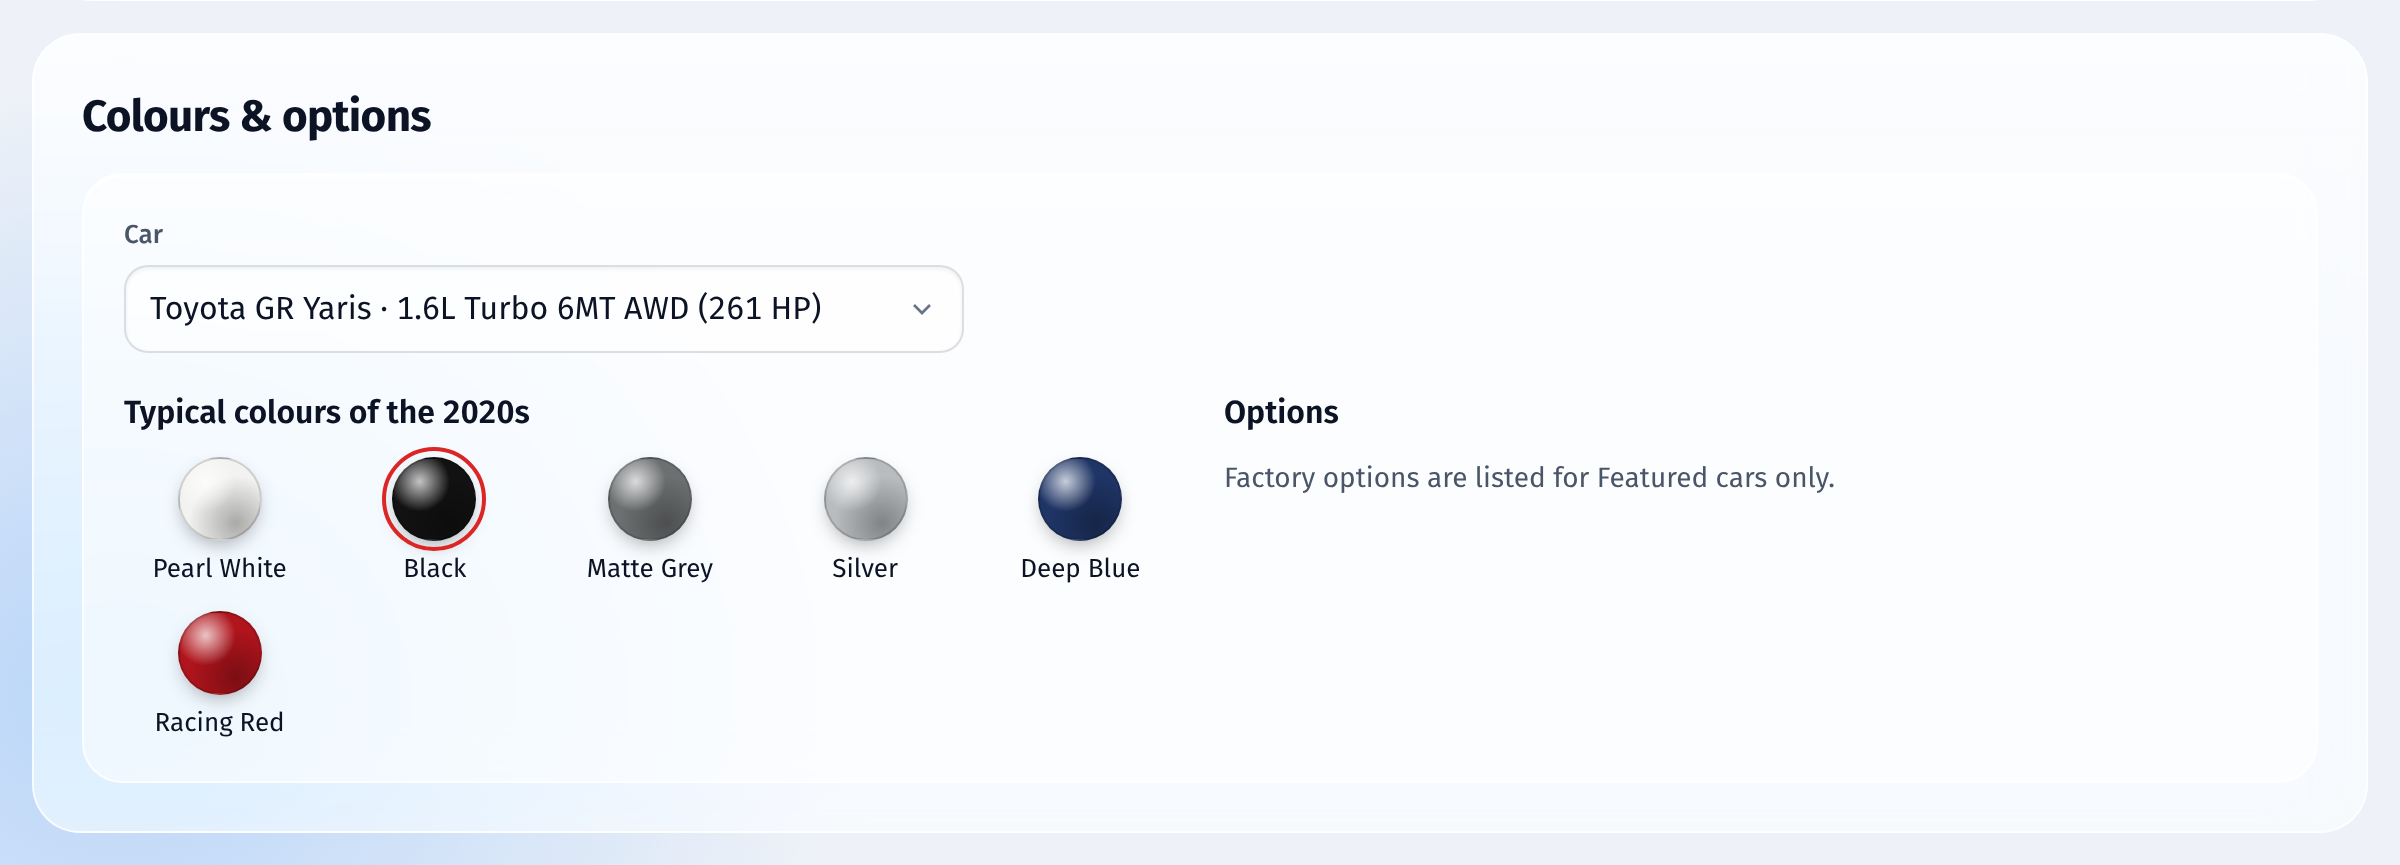 Colours & options
Car
Toyota GR Yaris · 1.6L Turbo 6MT AWD (261 HP)
Typical colours of the 2020s
Pearl White
Black
Matte Grey
Silver
Deep Blue
Racing Red
Options
Factory options are listed for Featured cars only.